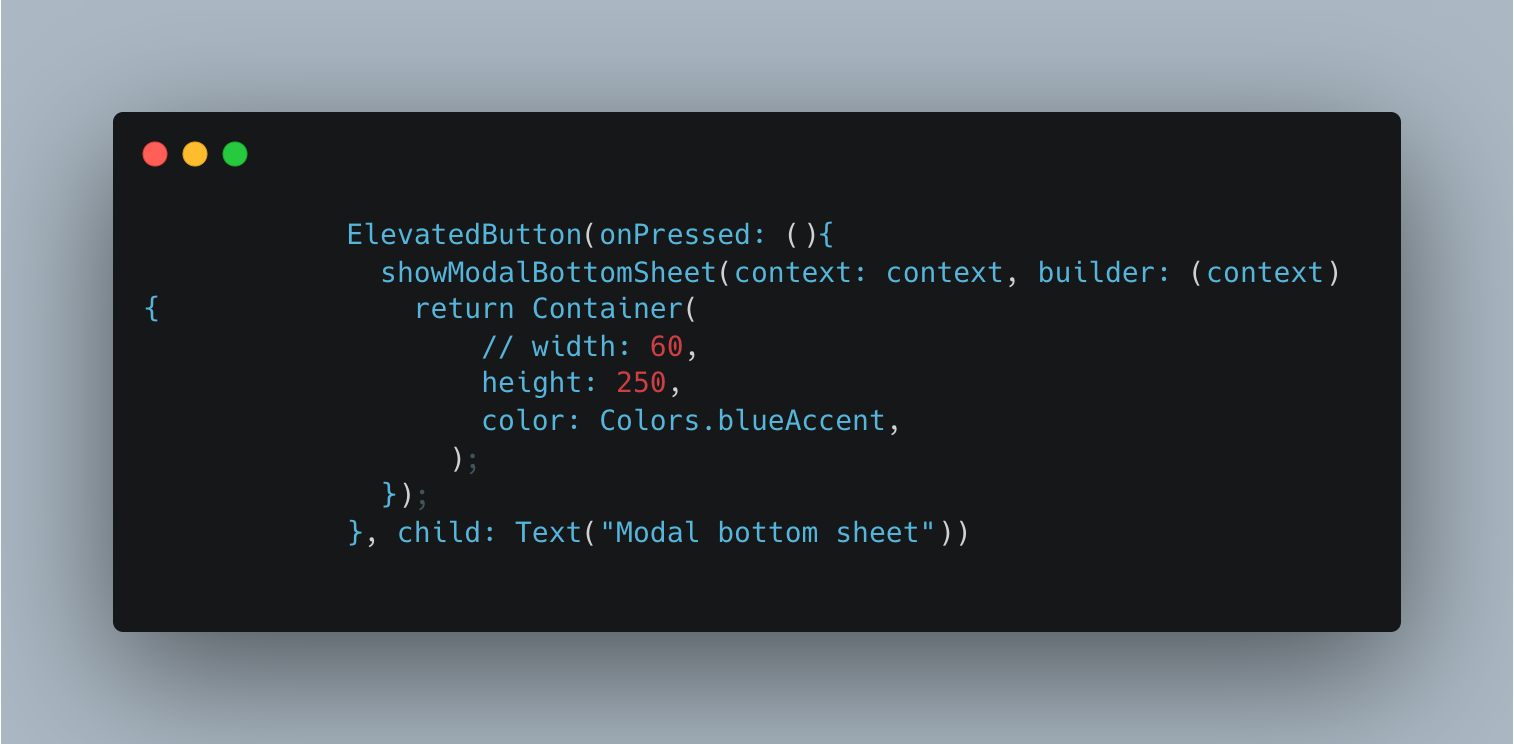 ElevatedButton(onPressed: (){
showModalBottomSheet(context: context, builder: (context)
{ return Container(
// width: 60,
height: 250,
color: Colors.blueAccent,
);
});
}, child: Text("Modal bottom sheet"))